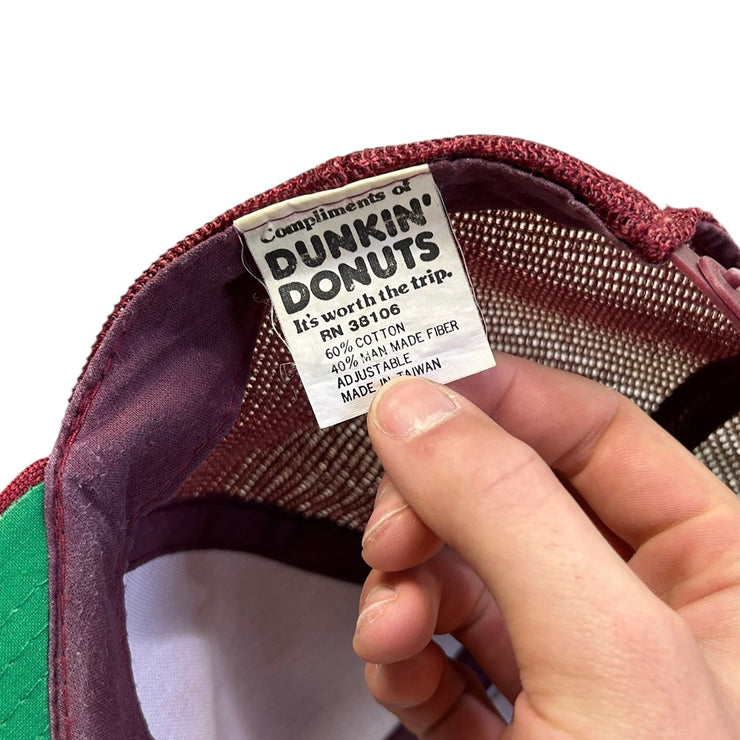 Compliments of
DUNKIN'
DONUTS
It's worth the trip.
RN 38106
60% COTTON
40% MAN MADE FIBER
ADJUSTABLE
MADE IN TAIWAN